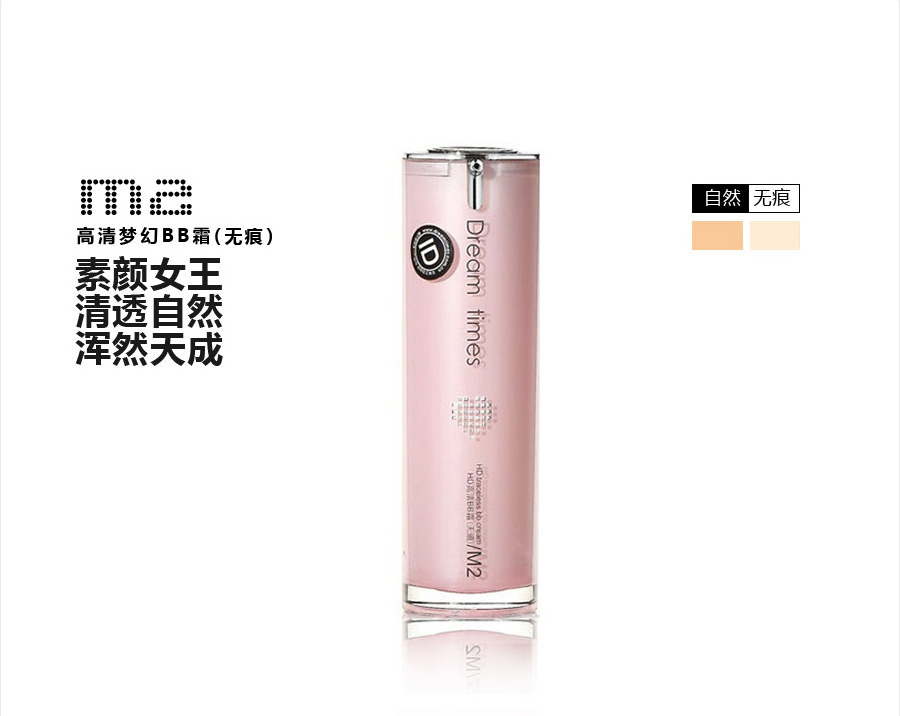 m2
高清梦幻BB霜(无痕)
素颜女王
清透自然
浑然天成
ID
Dream times
HD traceless bb cream
HD高清BB霜(无痕)/M2
自然 无痕